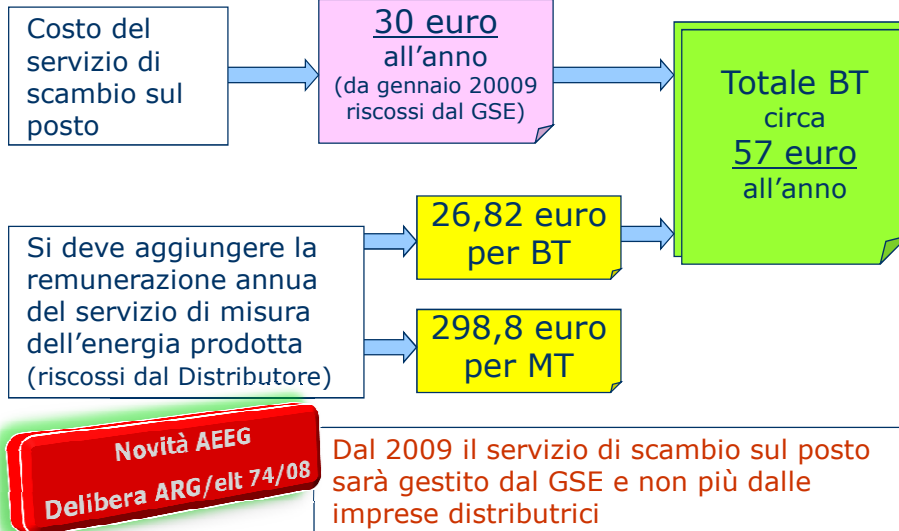 Costo del
servizio di
scambio sul
posto
30 euro
all’anno
(da gennaio 20009
riscossi dal GSE)
Totale BT
circa
57 euro
all’anno
Si deve aggiungere la
remunerazione annua
del servizio di misura
dell’energia prodotta
(riscossi dal Distributore)
26,82 euro
per BT
298,8 euro
per MT
Novità AEEG
Delibera ARG/elt 74/08
Dal 2009 il servizio di scambio sul posto
sarà gestito dal GSE e non più dalle
imprese distributrici